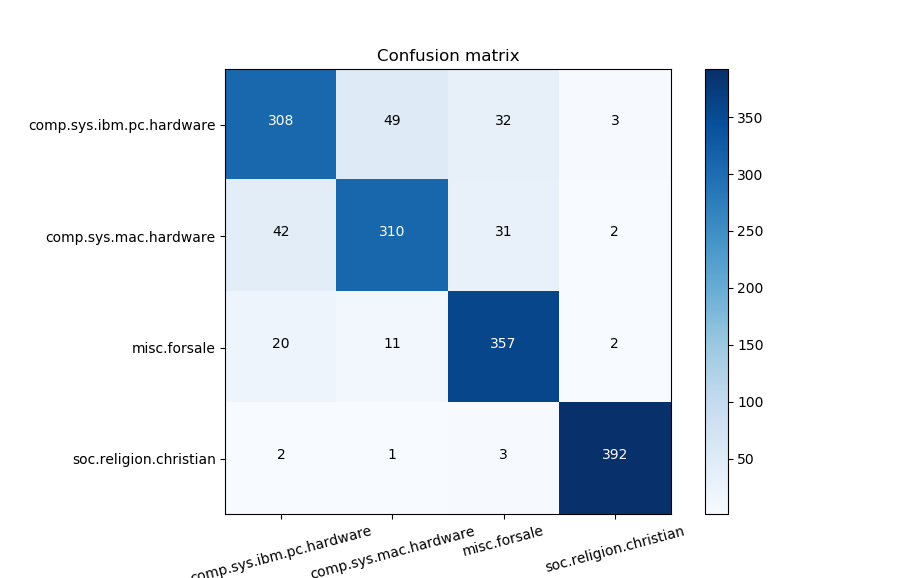 Confusion matrix
comp.sys.ibm.pc.hardware 308 49 32 3
comp.sys.mac.hardware 42 310 31 2
misc.forsale 20 11 357 2
soc.religion.christian 2 1 3 392
comp.sys.ibm.pc.hardware comp.sys.mac.hardware misc.forsale soc.religion.christian
350
300
250
200
150
100
50